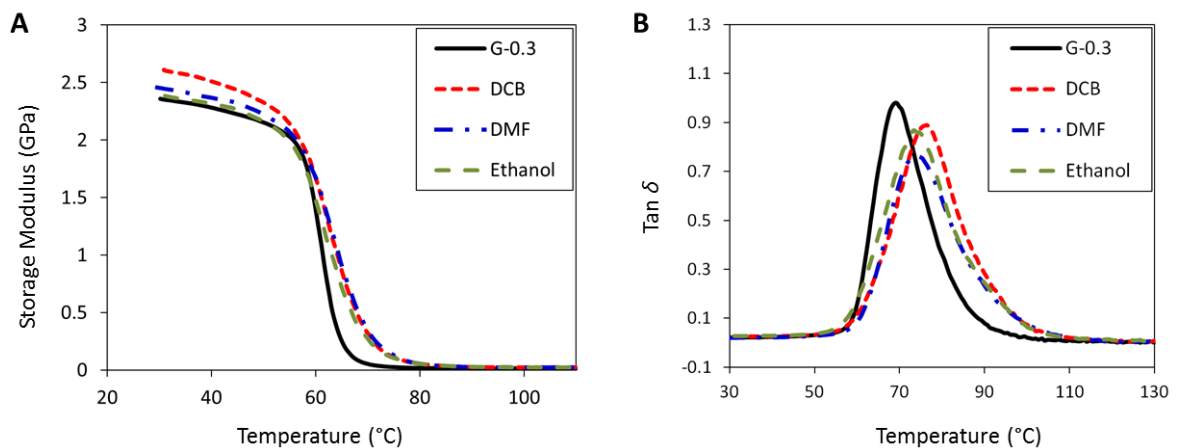 A
Storage Modulus (GPa)
3
2.5
2
1.5
1
0.5
0
20 40 60 80 100
Temperature (°C)
G-0.3
DCB
DMF
Ethanol
B
Tan δ
1.3
1.1
0.9
0.7
0.5
0.3
0.1
-0.1
30 50 70 90 110 130
Temperature (°C)
G-0.3
DCB
DMF
Ethanol